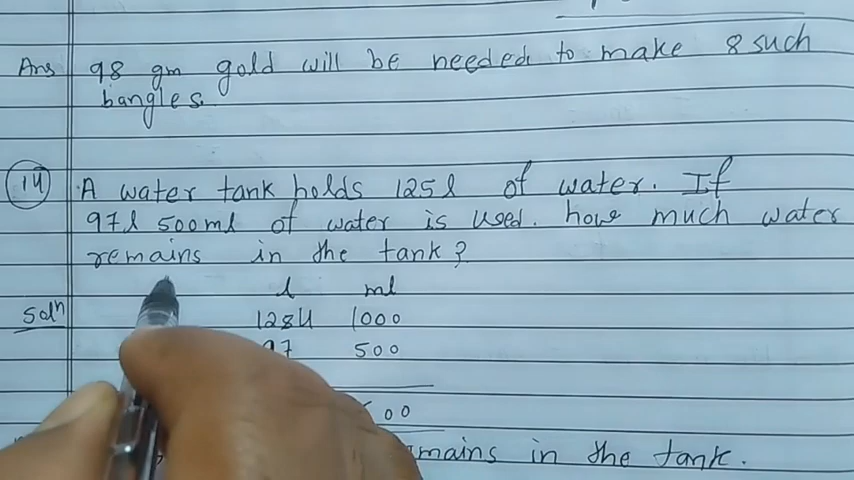 Ans 98 gm gold will be needed to make 8 such
bangles.
14 A water tank holds 125l of water. If
97l 500ml of water is used. how much water
remains in the tank?
l ml
Soln 1000
97 500
00
mains in the tank.